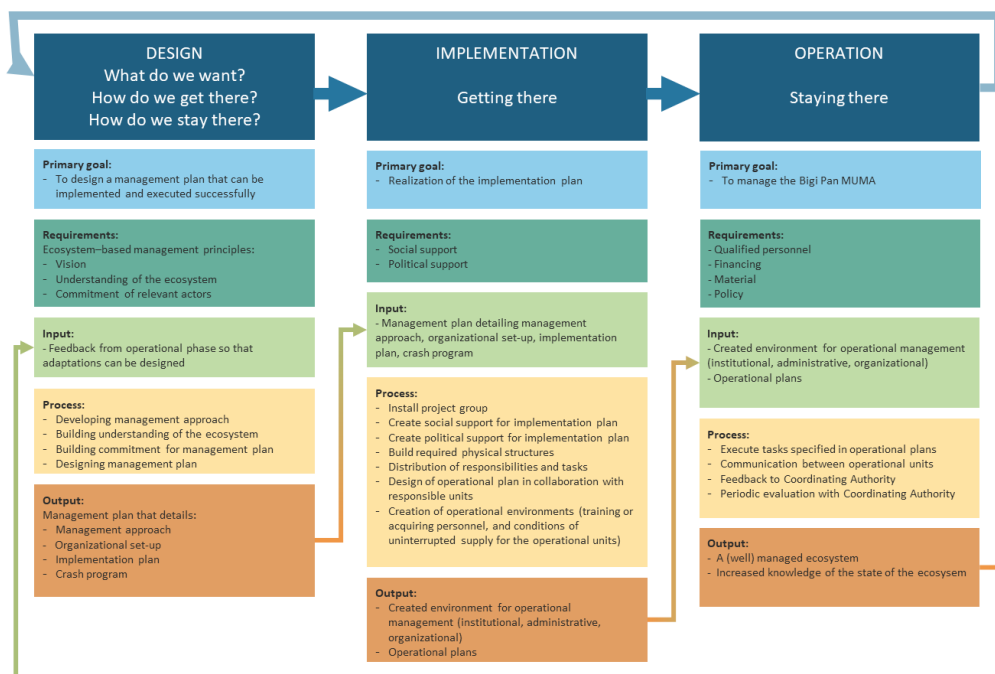 DESIGN
What do we want?
How do we get there?
How do we stay there?
Primary goal:
- To design a management plan that can be
implemented and executed successfully
Requirements:
Ecosystem–based management principles:
- Vision
- Understanding of the ecosystem
- Commitment of relevant actors
Input:
- Feedback from operational phase so that
adaptations can be designed
Process:
- Developing management approach
- Building understanding of the ecosystem
- Building commitment for management plan
- Designing management plan
Output:
Management plan that details:
- Management approach
- Organizational set-up
- Implementation plan
- Crash program
IMPLEMENTATION
Getting there
Primary goal:
- Realization of the implementation plan
Requirements:
- Social support
- Political support
Input:
- Management plan detailing management
approach, organizational set-up, implementation
plan, crash program
Process:
- Install project group
- Create social support for implementation plan
- Create political support for implementation plan
- Build required physical structures
- Distribution of responsibilities and tasks
- Design of operational plan in collaboration with
responsible units
- Creation of operational environments (training or
acquiring personnel, and conditions of
uninterrupted supply for the operational units)
Output:
- Created environment for operational
management (institutional, administrative,
organizational)
- Operational plans
OPERATION
Staying there
Primary goal:
- To manage the Bigi Pan MUMA
Requirements:
- Qualified personnel
- Financing
- Material
- Policy
Input:
- Created environment for operational management
(institutional, administrative, organizational)
- Operational plans
Process:
- Execute tasks specified in operational plans
- Communication between operational units
- Feedback to Coordinating Authority
- Periodic evaluation with Coordinating Authority
Output:
- A (well) managed ecosystem
- Increased knowledge of the state of the ecosysem